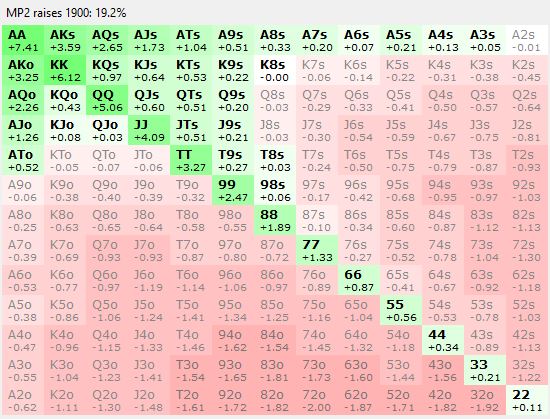 MP2 raises 1900: 19.2%
AA AKs AQs AJs ATs A9s A8s A7s A6s A5s A4s A3s A2s
+7.41 +3.59 +2.65 +1.73 +1.04 +0.51 +0.33 +0.20 +0.07 +0.21 +0.13 +0.05 -0.01
AKo KK KQs KJs KTs K9s K8s K7s K6s K5s K4s K3s K2s
+3.25 +6.12 +0.97 +0.64 +0.53 +0.34 -0.00 -0.06 -0.14 -0.22 -0.31 -0.38 -0.45
AQo KQo QQ QJs QTs Q9s Q8s Q7s Q6s Q5s Q4s Q3s Q2s
+2.26 +0.43 +5.06 +0.60 +0.51 +0.20 -0.03 -0.29 -0.33 -0.41 -0.50 -0.57 -0.64
AJo KJo QJo JJ JTs J9s J8s J7s J6s J5s J4s J3s J2s
+1.26 +0.08 +0.03 +4.09 +0.51 +0.21 -0.03 -0.30 -0.54 -0.59 -0.67 -0.75 -0.81
ATo KTo QTo JTo TT T9s T8s T7s T6s T5s T4s T3s T2s
+0.52 -0.05 -0.07 -0.06 +3.27 +0.27 +0.03 -0.24 -0.50 -0.75 -0.79 -0.87 -0.93
A9o K9o Q9o J9o T9o 99 98s 97s 96s 95s 94s 93s 92s
-0.06 -0.38 -0.40 -0.39 -0.32 +2.47 +0.06 -0.17 -0.42 -0.68 -0.95 -0.97 -1.03
A8o K8o Q8o J8o T8o 98o 88 87s 86s 85s 84s 83s 82s
-0.25 -0.63 -0.65 -0.64 -0.58 -0.55 +1.89 -0.10 -0.34 -0.60 -0.87 -1.12 -1.13
A7o K7o Q7o J7o T7o 97o 87o 77 76s 75s 74s 73s 72s
-0.39 -0.69 -0.93 -0.93 -0.87 -0.80 -0.72 +1.33 -0.27 -0.52 -0.78 -1.04 -1.30
A6o K6o Q6o J6o T6o 96o 86o 76o 66 65s 64s 63s 62s
-0.53 -0.77 -0.97 -1.19 -1.14 -1.06 -0.97 -0.89 +0.87 -0.41 -0.67 -0.92 -1.18
A5o K5o Q5o J5o T5o 95o 85o 75o 65o 55 54s 53s 52s
-0.38 -0.86 -1.06 -1.24 -1.41 -1.34 -1.25 -1.16 -1.04 +0.56 -0.53 -0.78 -1.03
A4o K4o Q4o J4o T4o 94o 84o 74o 64o 54o 44 43s 42s
-0.47 -0.96 -1.15 -1.33 -1.46 -1.62 -1.54 -1.45 -1.32 -1.18 +0.34 -0.89 -1.13
A3o K3o Q3o J3o T3o 93o 83o 73o 63o 53o 43o 33 32s
-0.55 -1.04 -1.23 -1.41 -1.54 -1.65 -1.81 -1.73 -1.60 -1.44 -1.56 +0.21 -1.22
A2o K2o Q2o J2o T2o 92o 82o 72o 62o 52o 42o 32o 22
-0.62 -1.11 -1.30 -1.48 -1.61 -1.72 -1.82 -2.00 -1.87 -1.71 -1.82 -1.92 +0.11